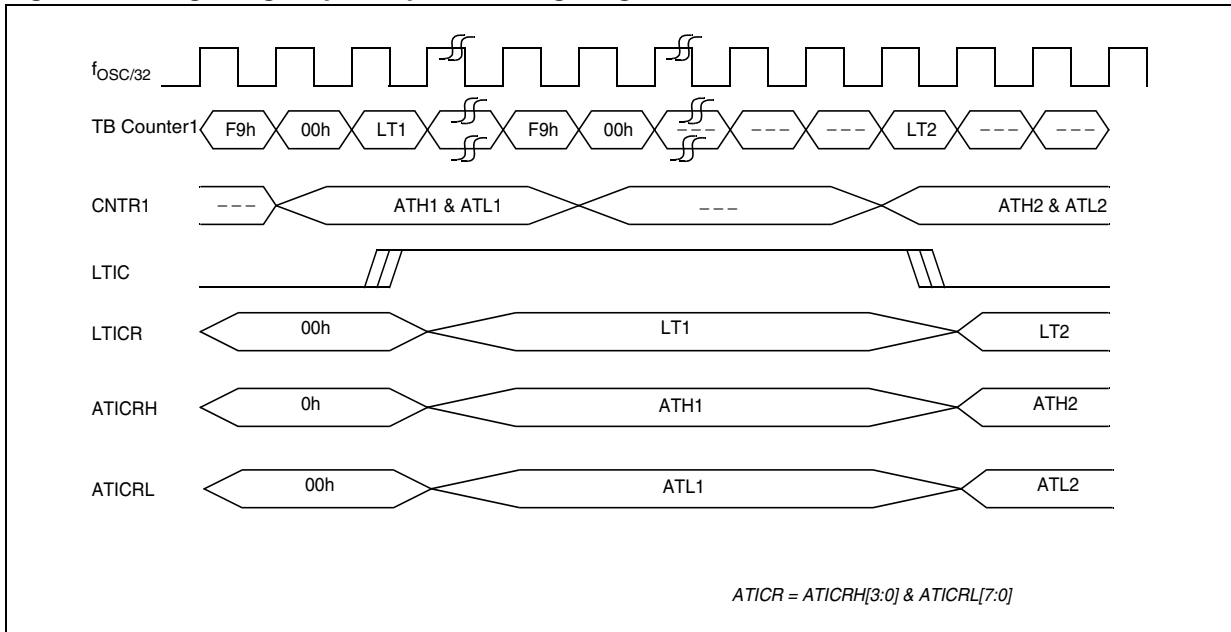 fOSC/32
TB Counter1 F9h 00h LT1 F9h 00h --- --- --- LT2 --- ---
CNTR1 --- ATH1 & ATL1 --- ATH2 & ATL2
LTIC
LTICR 00h LT1 LT2
ATICRH 0h ATH1 ATH2
ATICRL 00h ATL1 ATL2
ATICR = ATICRH[3:0] & ATICRL[7:0]